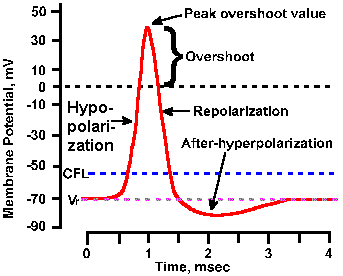 Membrane Potential, mV
50
30
10
0
-10
-30
-50
-70
-90
Peak overshoot value
Overshoot
Hypo-
polari-
zation
Repolarization
After-hyperpolarization
CFL
Vr
0
1
2
3
4
Time, msec